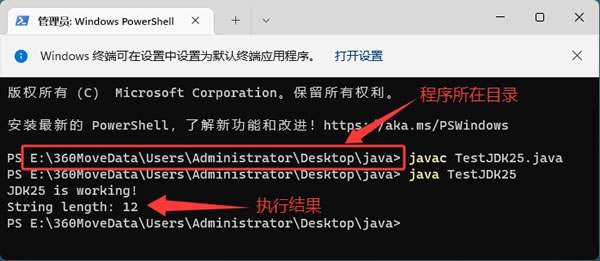 管理员: Windows PowerShell
Windows 终端可在设置中设置为默认终端应用程序。 打开设置
版权所有 (C) Microsoft Corporation。保留所有权利。
程序所在目录
安装最新的 PowerShell，了解新功能和改进！https://aka.ms/PSWindows
PS E:\360MoveData\Users\Administrator\Desktop\java> javac TestJDK25.java
PS E:\360MoveData\Users\Administrator\Desktop\java> java TestJDK25
JDK25 is working!
String length: 12
执行结果
PS E:\360MoveData\Users\Administrator\Desktop\java>